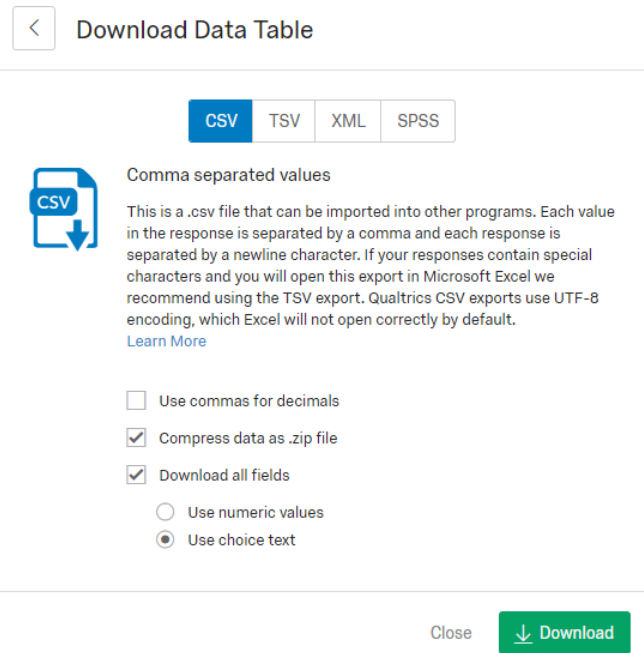 Download Data Table
CSV TSV XML SPSS
Comma separated values
CSV
This is a .csv file that can be imported into other programs. Each value
in the response is separated by a comma and each response is
separated by a newline character. If your responses contain special
characters and you will open this export in Microsoft Excel we
recommend using the TSV export. Qualtrics CSV exports use UTF-8
encoding, which Excel will not open correctly by default.
Learn More
Use commas for decimals
Compress data as .zip file
Download all fields
Use numeric values
Use choice text
Close Download